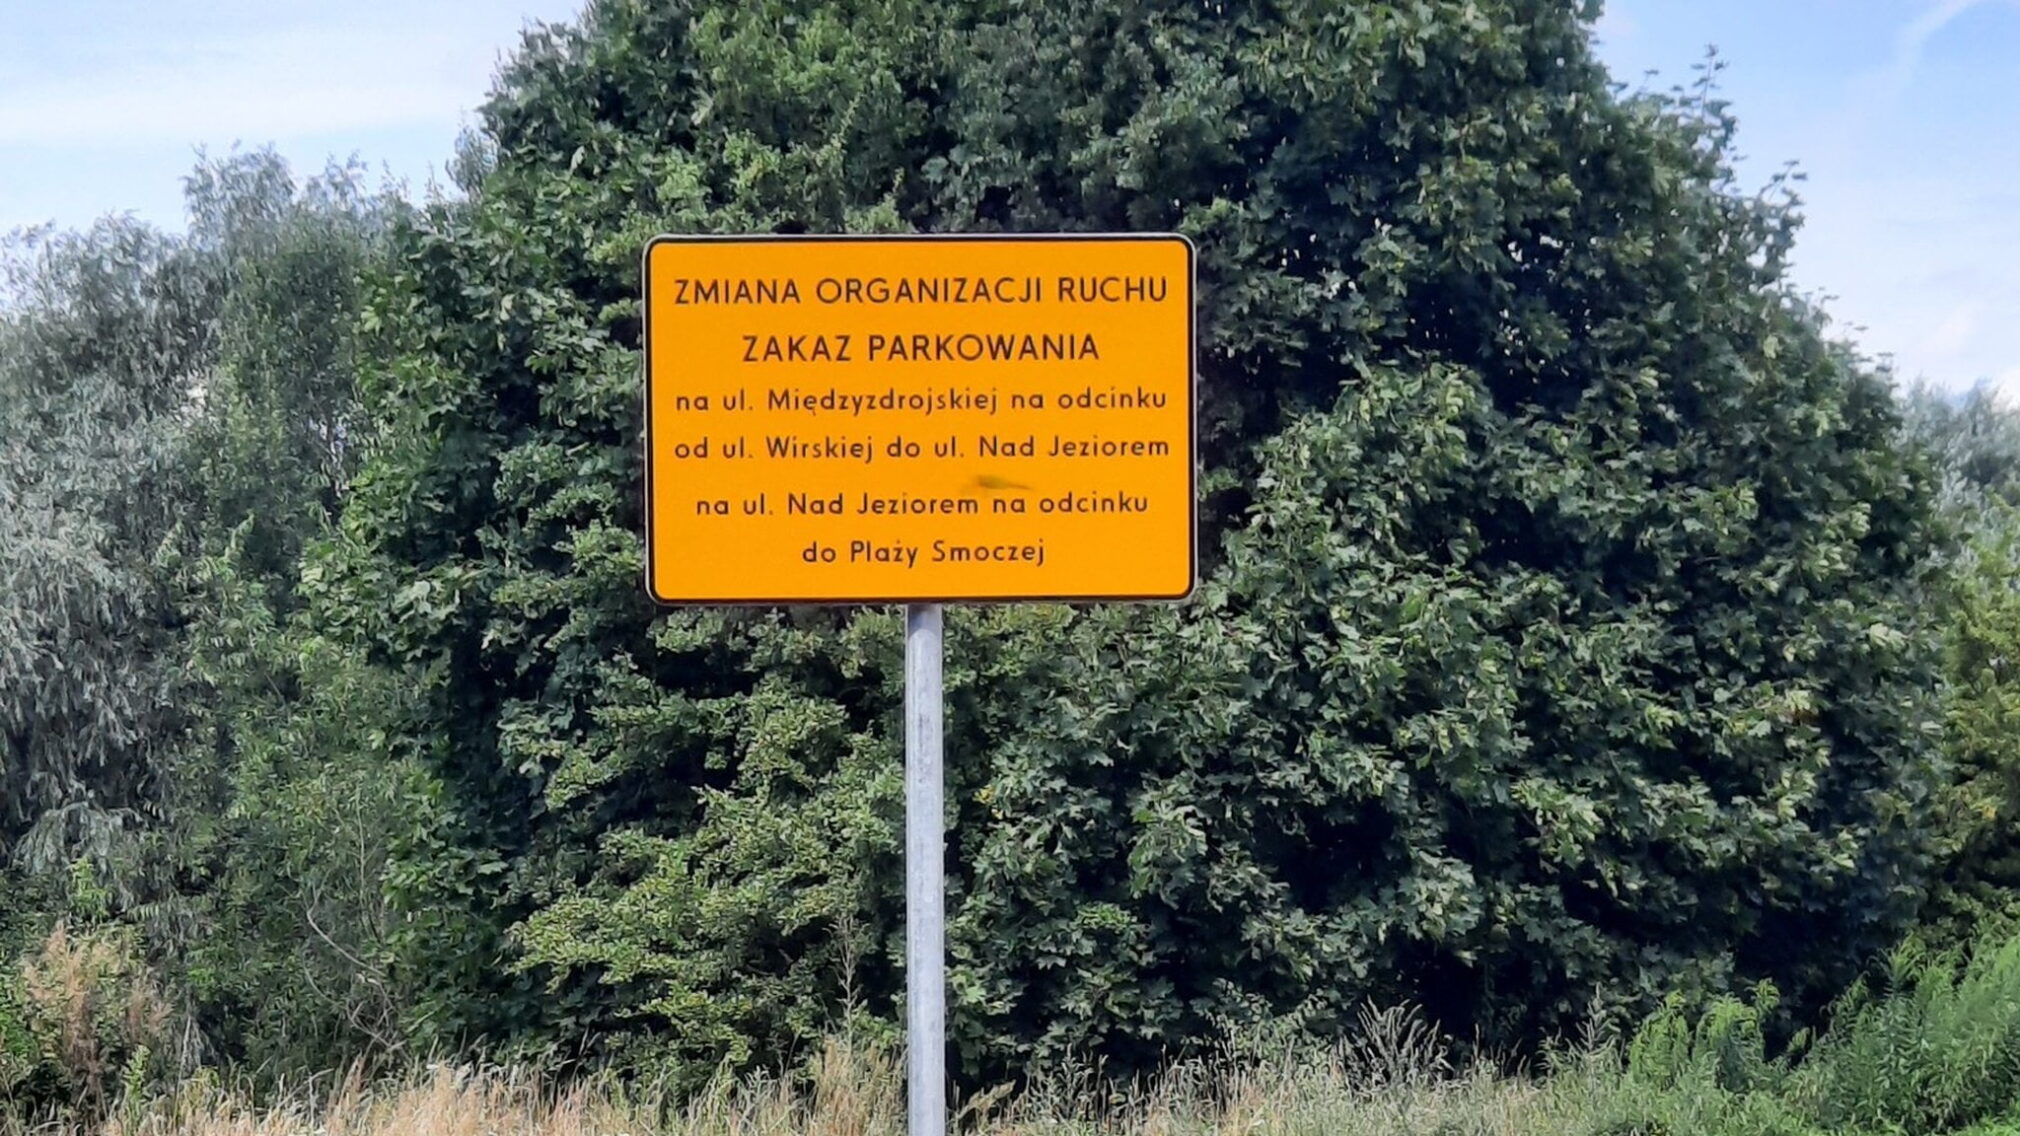 ZMIANA ORGANIZACJI RUCHU
ZAKAZ PARKOWANIA
na ul. Międzyzdrojskiej na odcinku
od ul. Wirskiej do ul. Nad Jeziorem
na ul. Nad Jeziorem na odcinku
do Plaży Smoczej